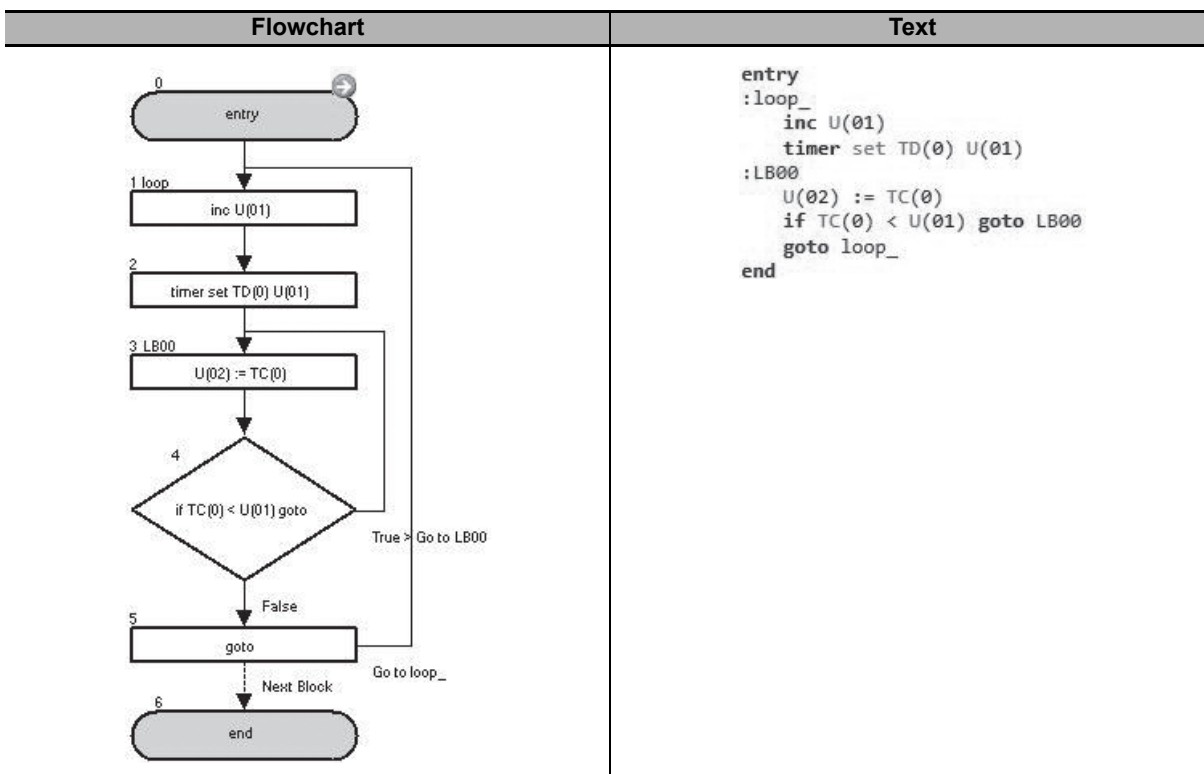 Flowchart
Text
0
entry
1 loop
inc U(01)
2
timer set TD(0) U(01)
3 LB00
U(02) := TC(0)
4
if TC(0) < U(01) goto
True > Go to LB00
False
5
goto
Go to loop_
Next Block
6
end
entry
:loop_
inc U(01)
timer set TD(0) U(01)
:LB00
U(02) := TC(0)
if TC(0) < U(01) goto LB00
goto loop_
end